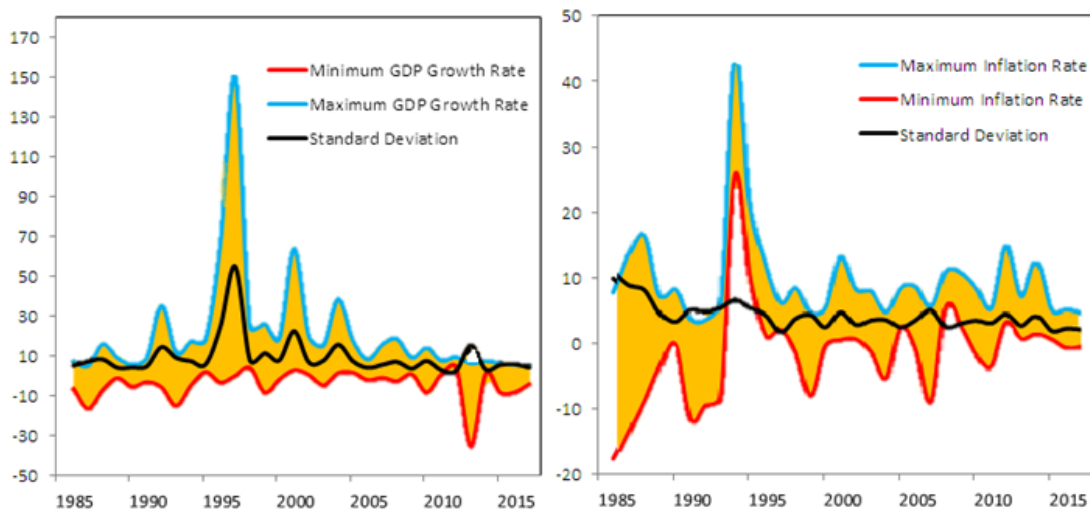 170
150
130
110
90
70
50
30
10
-10
-30
-50
1985 1990 1995 2000 2005 2010 2015
Minimum GDP Growth Rate
Maximum GDP Growth Rate
Standard Deviation
50
40
30
20
10
0
-10
-20
1985 1990 1995 2000 2005 2010 2015
Maximum Inflation Rate
Minimum Inflation Rate
Standard Deviation